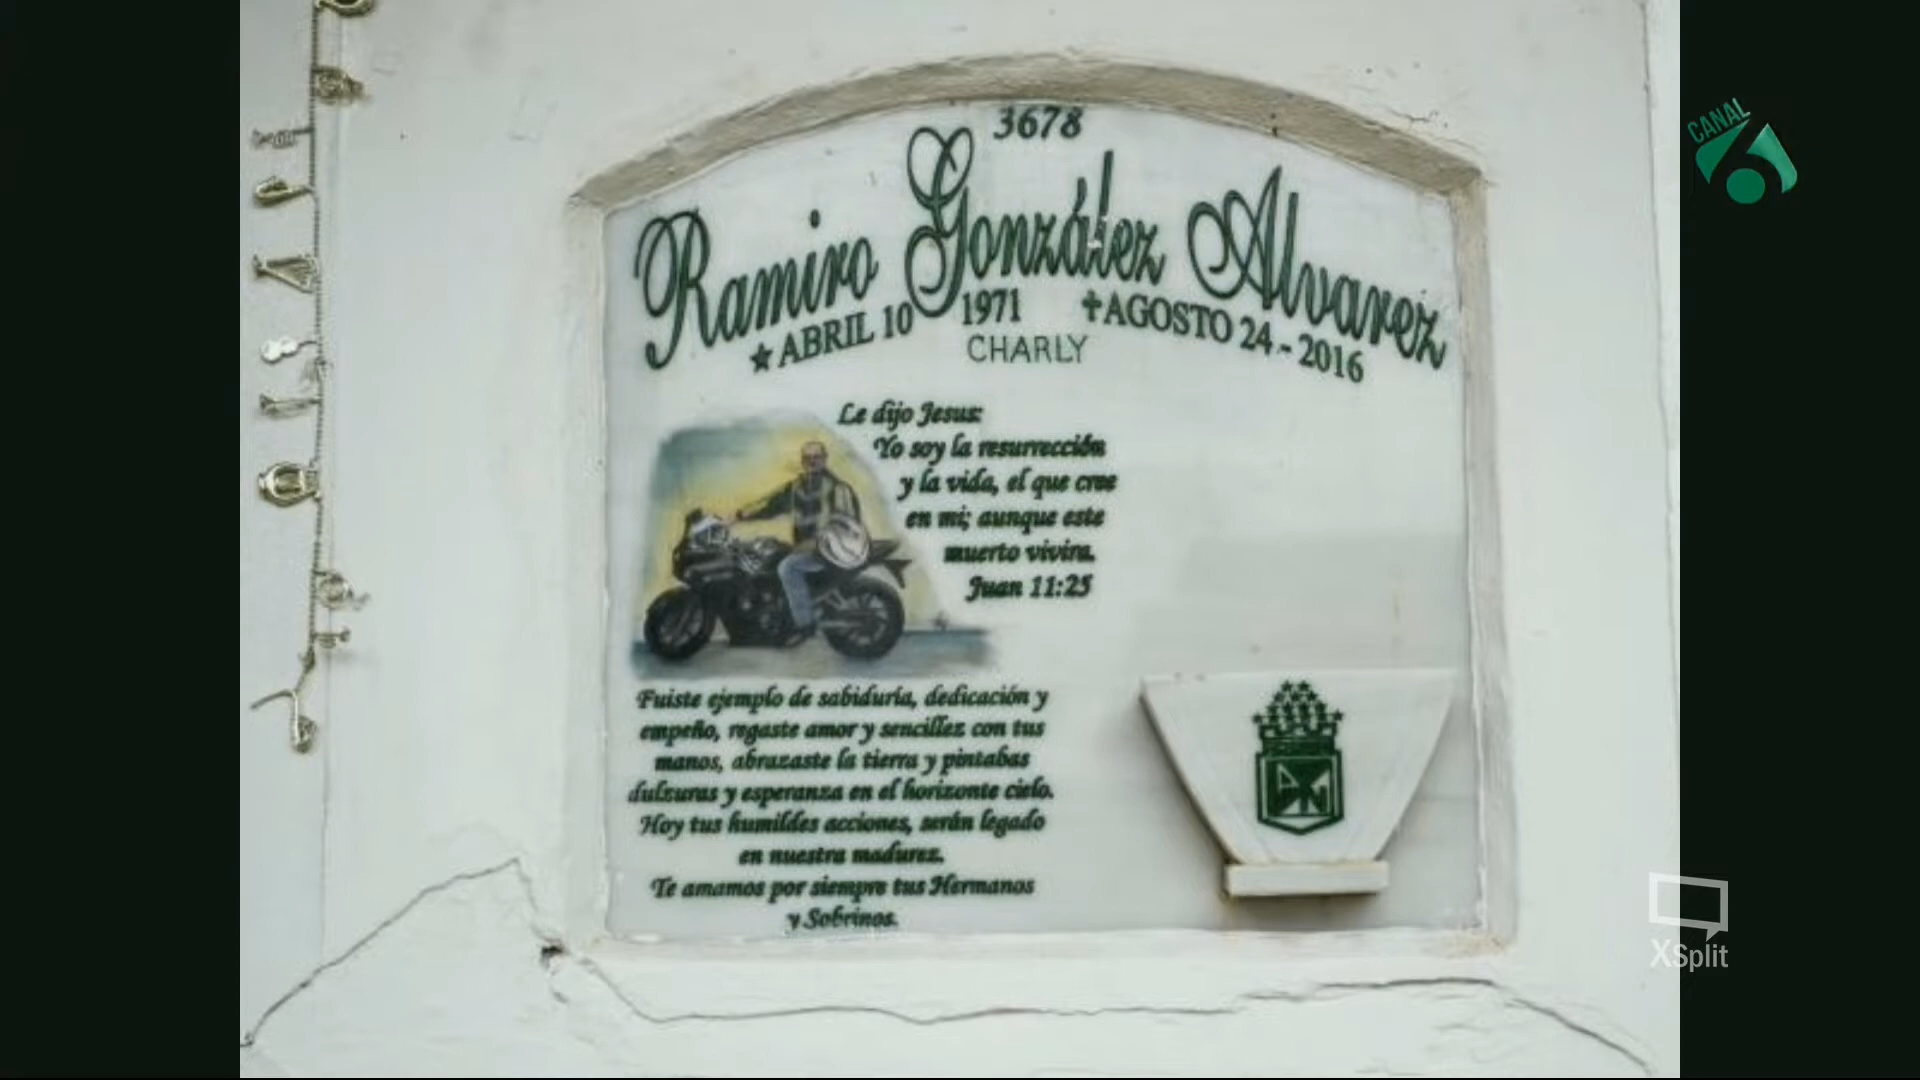 3678
Ramiro González Alvarez
★ ABRIL 10 1971 ✝AGOSTO 24 - 2016
CHARLY
Le dijo Jesus:
Yo soy la resurrección
y la vida, el que cree
en mi; aunque este
muerto vivira.
Juan 11:25
Fuiste ejemplo de sabiduría, dedicación y
empeño, regaste amor y sencillez con tus
manos, abrazaste la tierra y pintabas
dulzuras y esperanza en el horizonte cielo.
Hoy tus humildes acciones, serán legado
en nuestra madurez.
Te amamos por siempre tus Hermanos
y Sobrinos.
AN
CANAL 6
XSplit